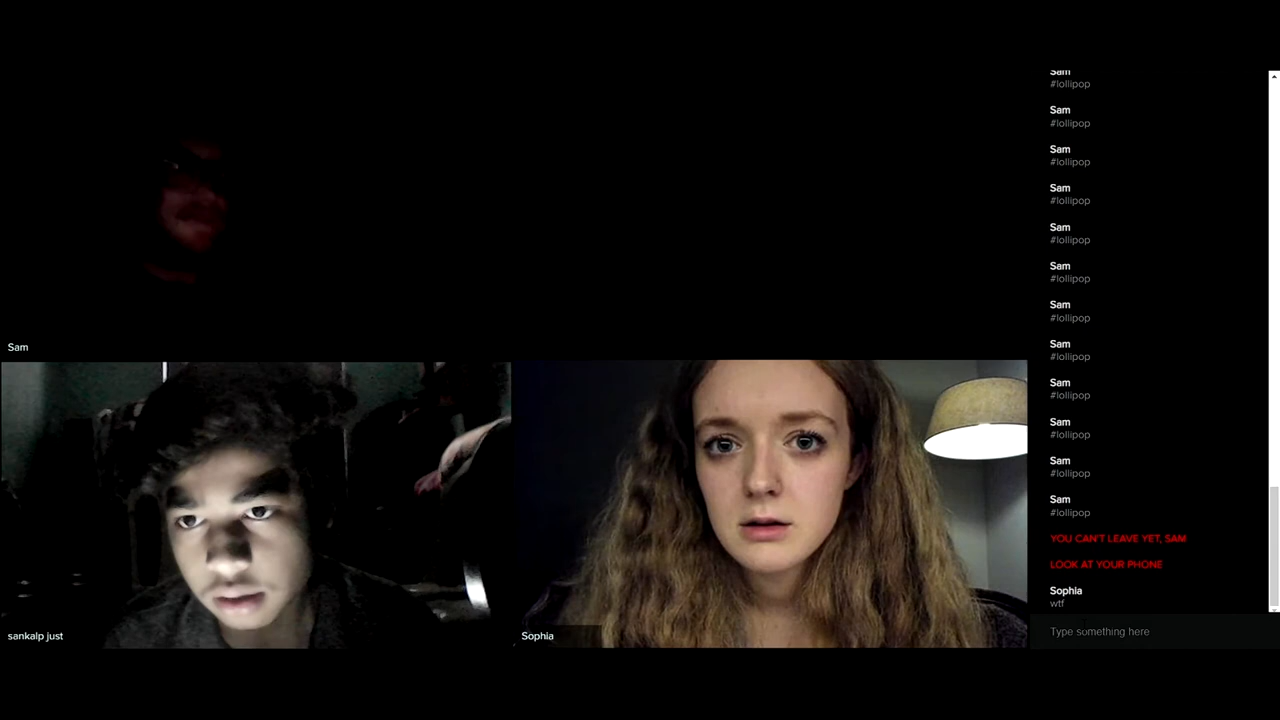 Sam
#lollipop
Sam
#lollipop
Sam
#lollipop
Sam
#lollipop
Sam
#lollipop
Sam
#lollipop
Sam
#lollipop
Sam
#lollipop
Sam
#lollipop
Sam
#lollipop
Sam
#lollipop
Sam
#lollipop
YOU CAN'T LEAVE YET, SAM
LOOK AT YOUR PHONE
Sophia
wtf
Type something here
Sam
sankalp just
Sophia